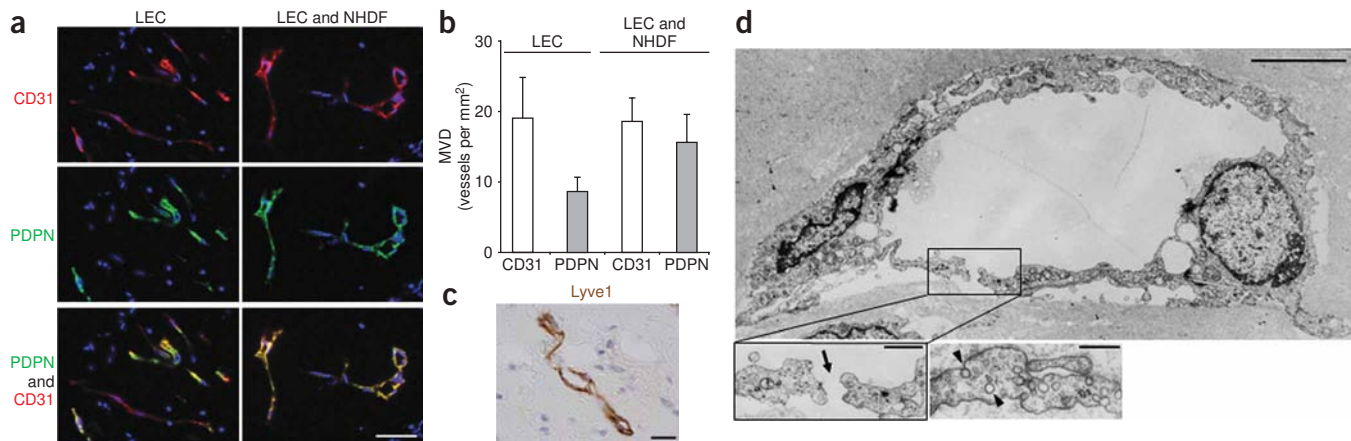 a
LEC
LEC and NHDF
CD31
PDPN
PDPN
and
CD31
b
LEC
LEC and
NHDF
30
20
10
0
MVD
(vessels per mm²)
CD31
PDPN
CD31
PDPN
c
Lyve1
d